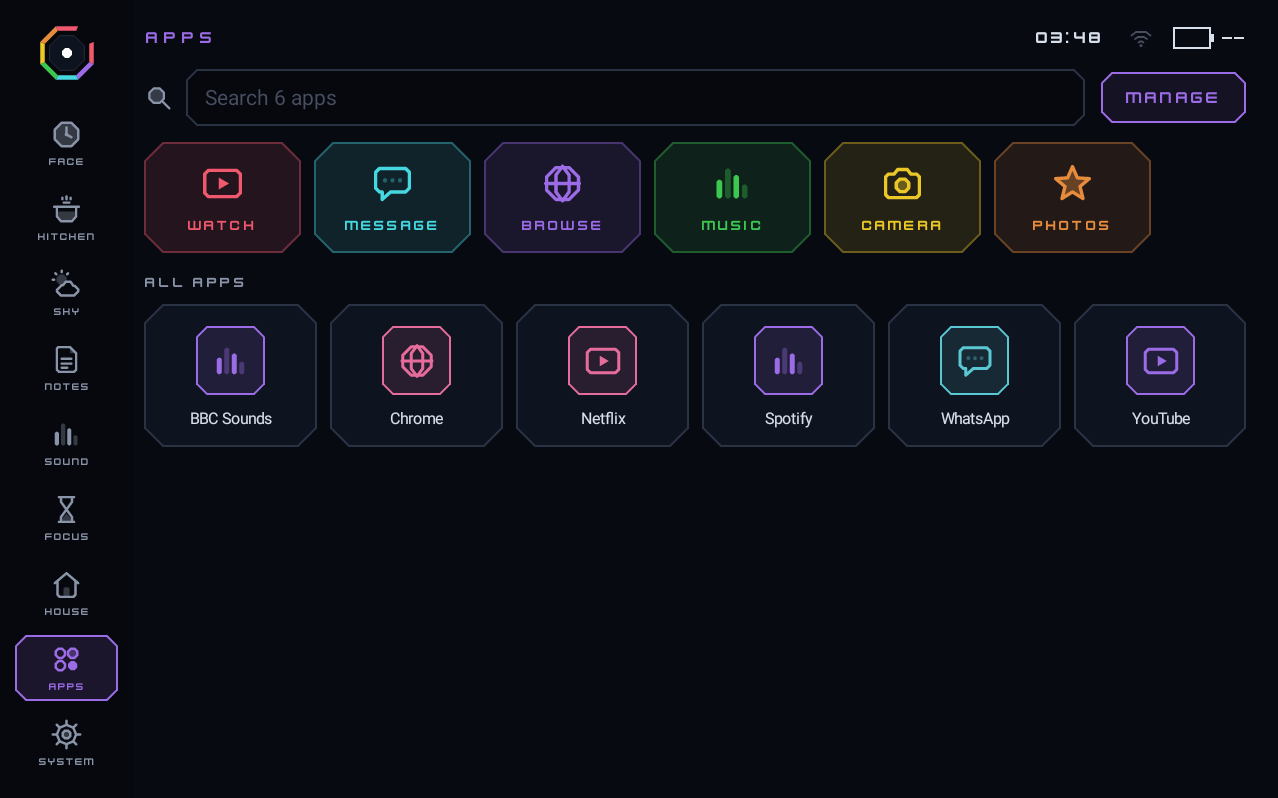 APPS
03:48
--
Search 6 apps
MANAGE
WATCH
MESSAGE
BROWSE
MUSIC
CAMERA
PHOTOS
ALL APPS
BBC Sounds
Chrome
Netflix
Spotify
WhatsApp
YouTube
FACE
KITCHEN
SKY
NOTES
SOUND
FOCUS
HOUSE
APPS
SYSTEM